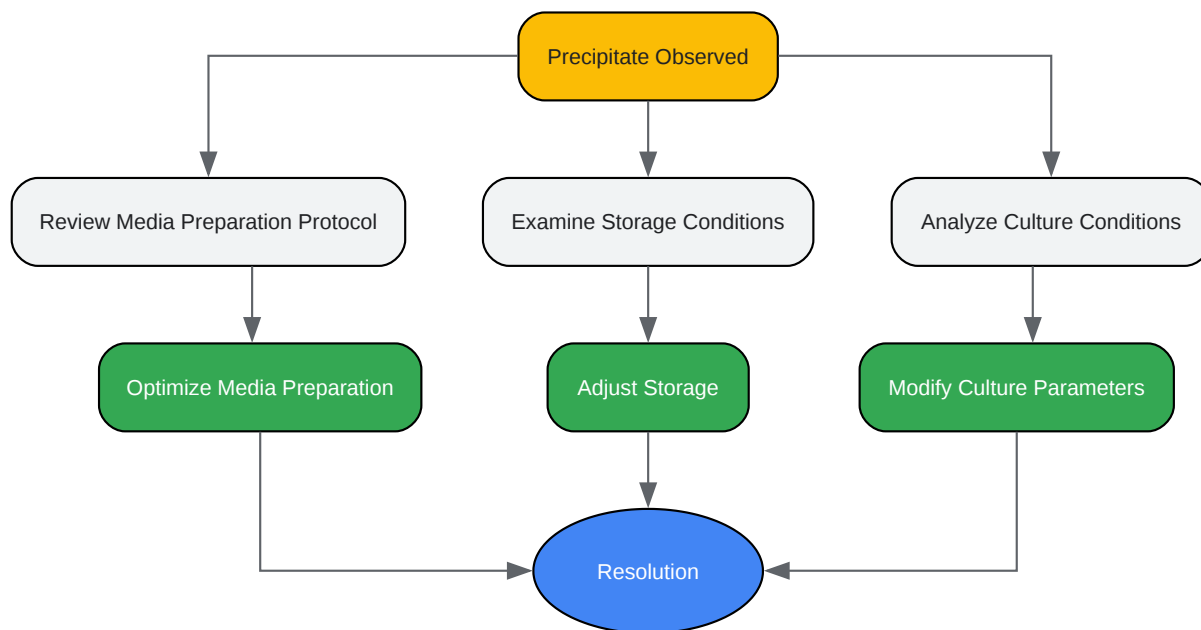 Precipitate Observed
Review Media Preparation Protocol
Examine Storage Conditions
Analyze Culture Conditions
Optimize Media Preparation
Adjust Storage
Modify Culture Parameters
Resolution